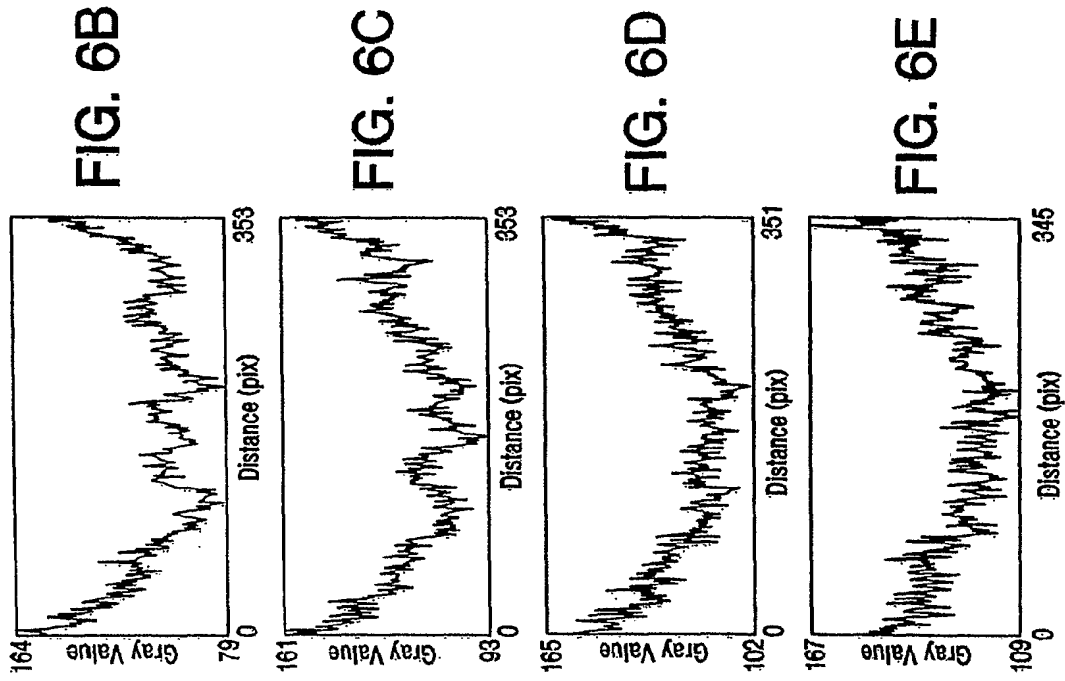 164
Gray Value
79
0
Distance (pix)
353
FIG. 6B
161
Gray Value
93
0
Distance (pix)
353
FIG. 6C
165
Gray Value
102
0
Distance (pix)
351
FIG. 6D
167
Gray Value
109
0
Distance (pix)
345
FIG. 6E